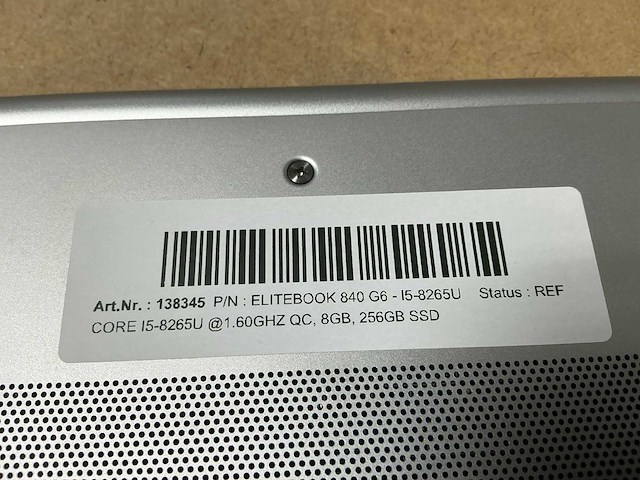 Art.Nr. : 138345 P/N : ELITEBOOK 840 G6 - I5-8265U Status : REF
CORE I5-8265U @1.60GHZ QC, 8GB, 256GB SSD